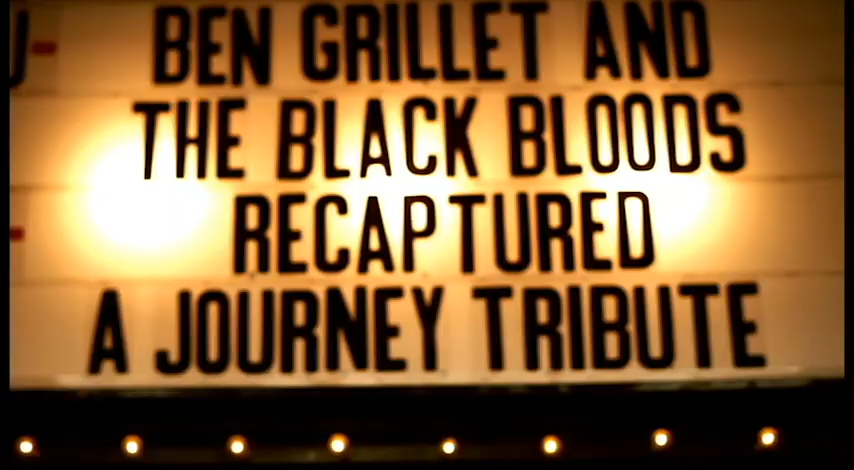 BEN GRILLET AND
THE BLACK BLOODS
RECAPTURED
A JOURNEY TRIBUTE